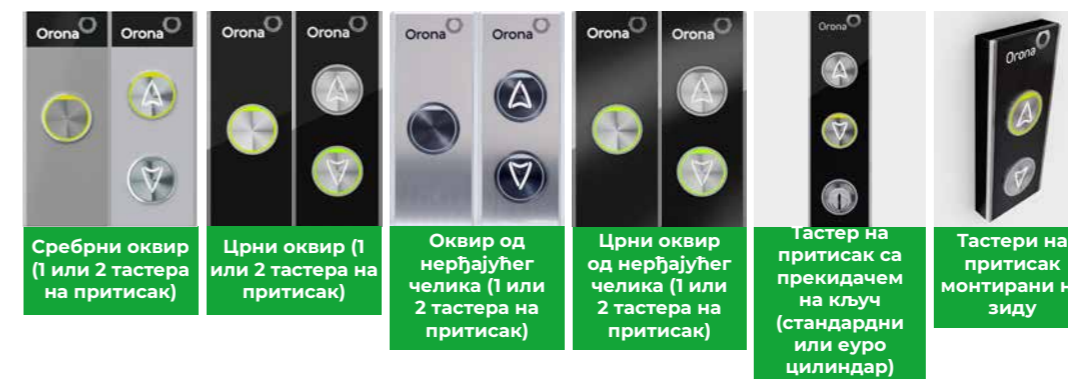 Orona Orona
Orona Orona
Orona Orona
Orona Orona
Orona
Orona
Сребрни оквир
(1 или 2 тастера
на притисак)
Црни оквир (1
или 2 тастера на
притисак)
Оквир од
нерђајућег
челика (1 или
2 тастера на
притисак)
Црни оквир
од нерђајућег
челика (1 или
2 тастера на
притисак)
Тастер на
притисак са
прекидачем
на кључ
(стандардни
или еуро
цилиндар)
Тастери на
притисак
монтирани
зиду